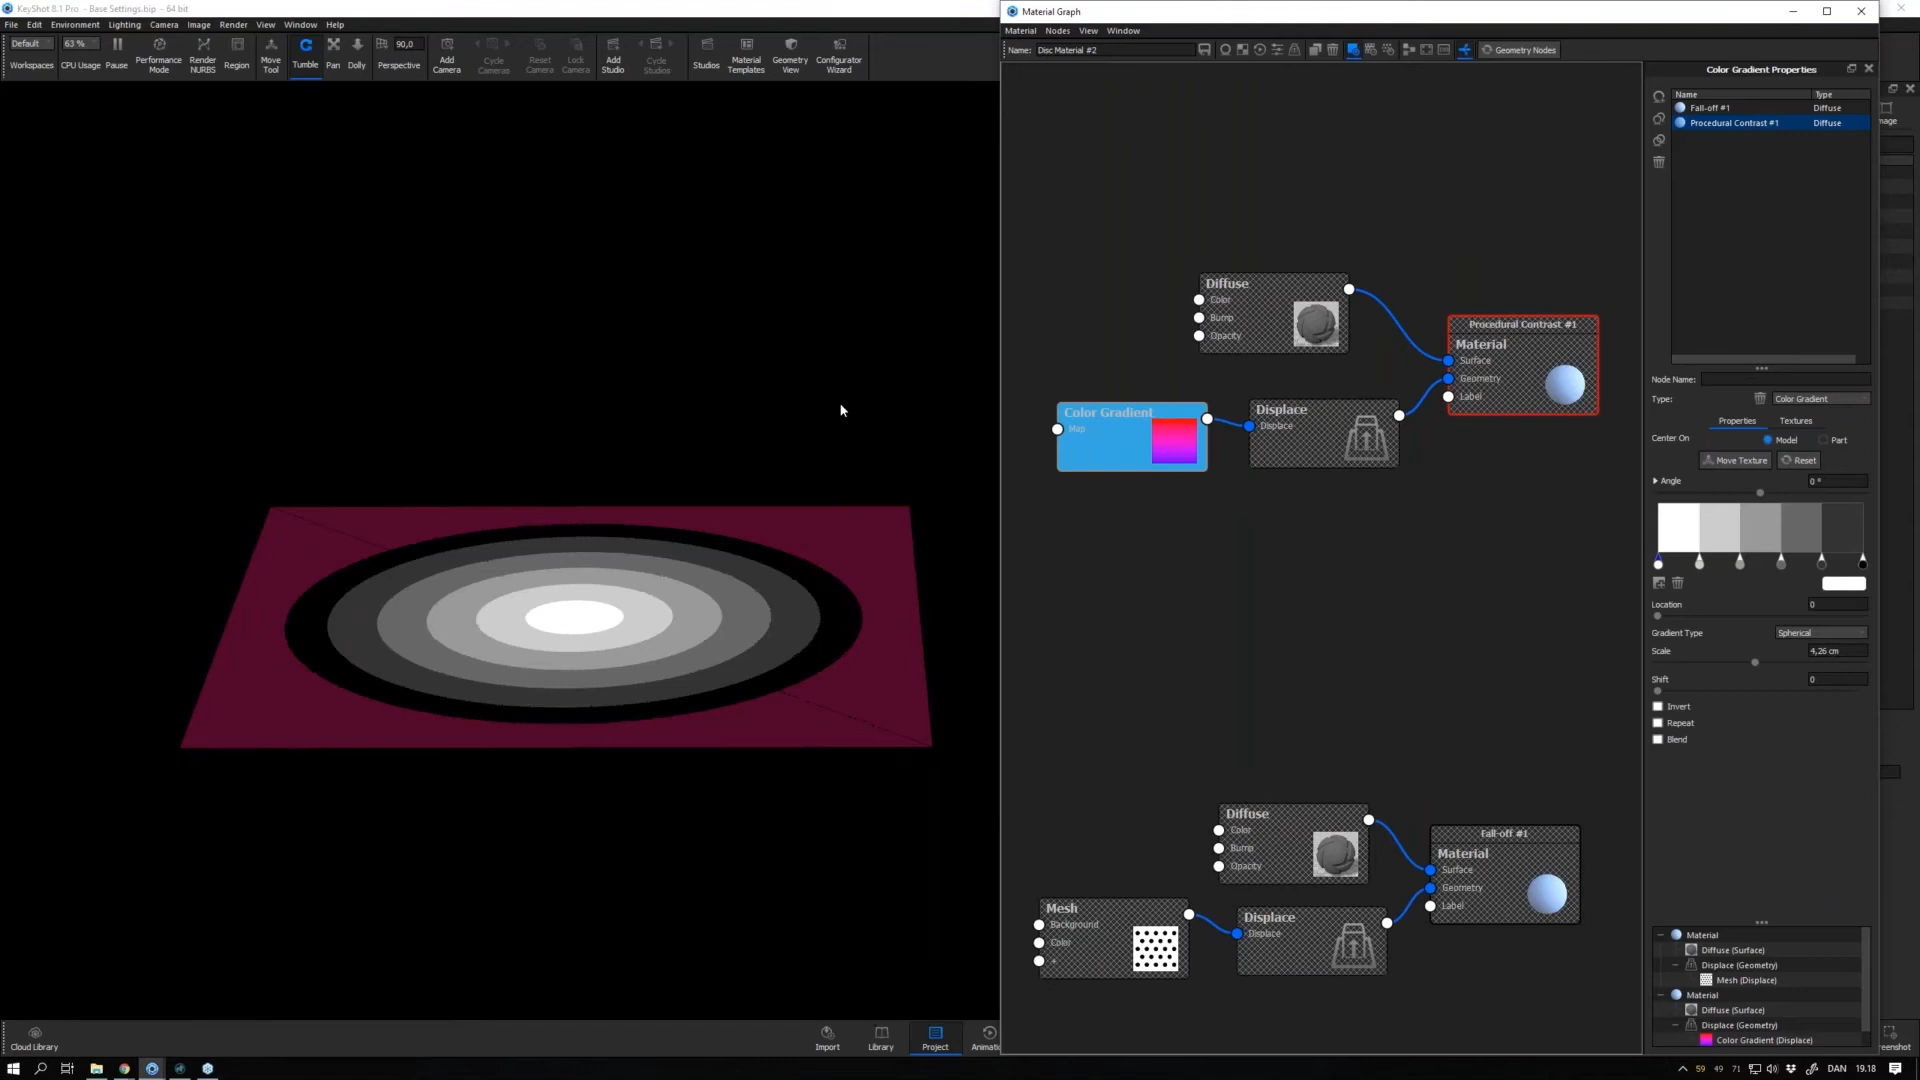 KeyShot 8.1 Pro - Base Settings.bip - 64 bit
File Edit Environment Lighting Camera Image Render View Window Help
Default
Workspaces
63 %
CPU Usage
Pause
Performance Mode
Render NURBS
Region
Move Tool
Tumble
Pan
Dolly
90,0
Perspective
Add Camera
Cycle Cameras
Reset Camera
Lock Camera
Add Studio
Cycle Studios
Studios
Material Templates
Geometry View
Configurator Wizard
Material Graph
Material Nodes View Window
Name: Disc Material #2
Geometry Nodes
Diffuse
Color
Bump
Opacity
Procedural Contrast #1
Material
Surface
Geometry
Label
Color Gradient
Map
Displace
Displace
Diffuse
Color
Bump
Opacity
Fall-off #1
Material
Surface
Geometry
Label
Mesh
Background
Color
+
Displace
Displace
Color Gradient Properties
Name Type
Fall-off #1 Diffuse
Procedural Contrast #1 Diffuse
Node Name:
Type: Color Gradient
Properties Textures
Center On Model Part
Move Texture Reset
Angle 0 °
Location 0
Gradient Type Spherical
Scale 4,26 cm
Shift 0
Invert
Repeat
Blend
Material
Diffuse (Surface)
Displace (Geometry)
Mesh (Displace)
Material
Diffuse (Surface)
Displace (Geometry)
Color Gradient (Displace)
Cloud Library
Import
Library
Project
59 49 71 DAN 19.18